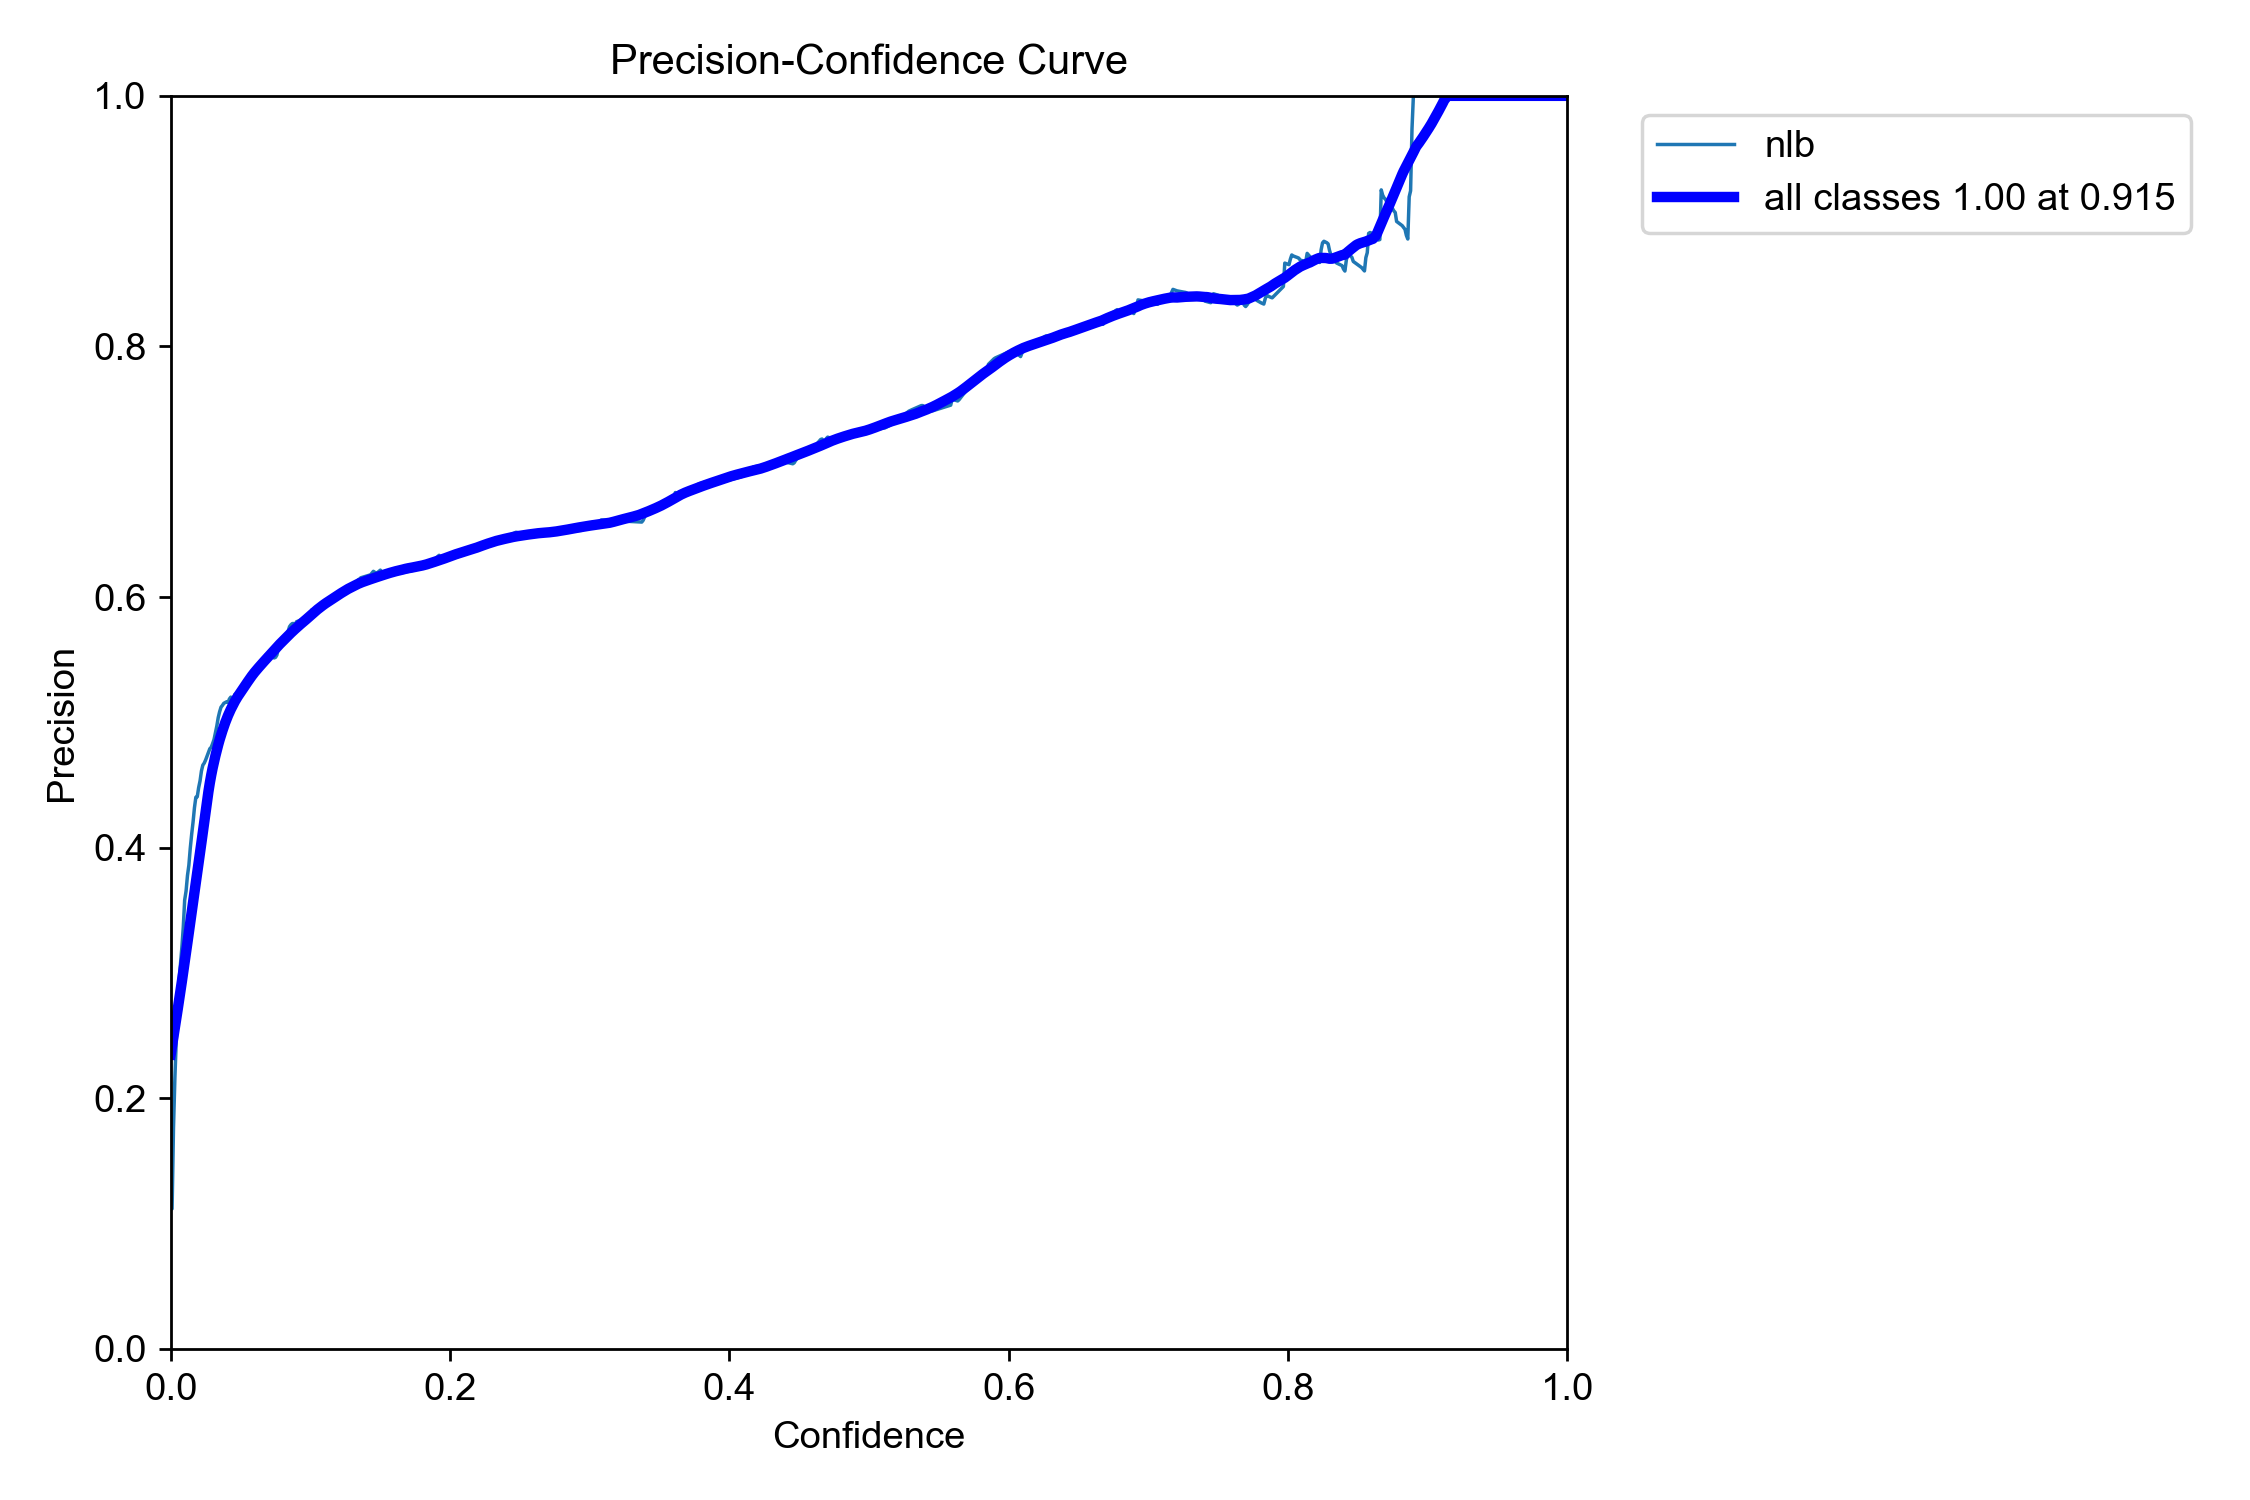 Precision-Confidence Curve
1.0
0.8
0.6
0.4
0.2
0.0
Precision
0.0 0.2 0.4 0.6 0.8 1.0
Confidence
nlb
all classes 1.00 at 0.915